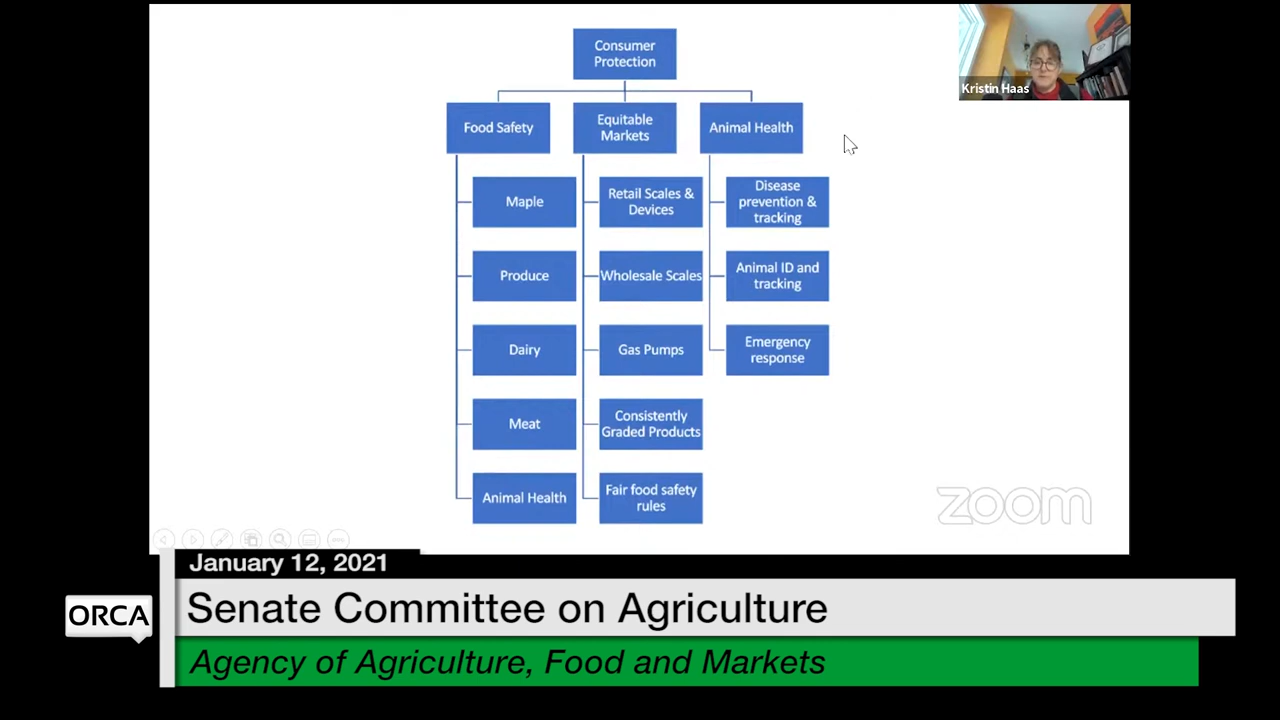 Consumer
Protection
Kristin Haas
Food Safety
Equitable
Markets
Animal Health
Maple
Retail Scales &
Devices
Disease
prevention &
tracking
Produce
Wholesale Scales
Animal ID and
tracking
Dairy
Gas Pumps
Emergency
response
Meat
Consistently
Graded Products
Animal Health
Fair food safety
rules
zoom
January 12, 2021
ORCA
Senate Committee on Agriculture
Agency of Agriculture, Food and Markets